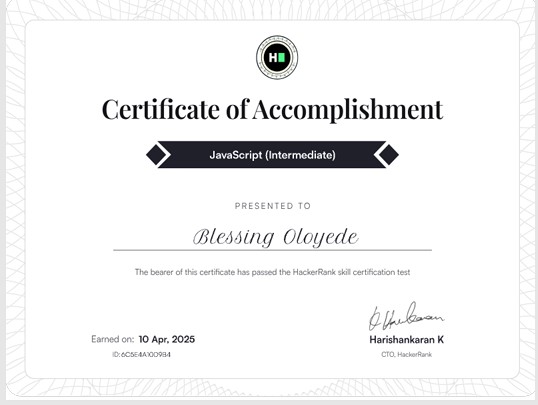 H
Certificate of Accomplishment
JavaScript (Intermediate)
PRESENTED TO
Blessing Oloyede
The bearer of this certificate has passed the HackerRank skill certification test
Earned on: 10 Apr, 2025
ID: 6C5E4A10D9B4
Harishankaran K
CTO, HackerRank